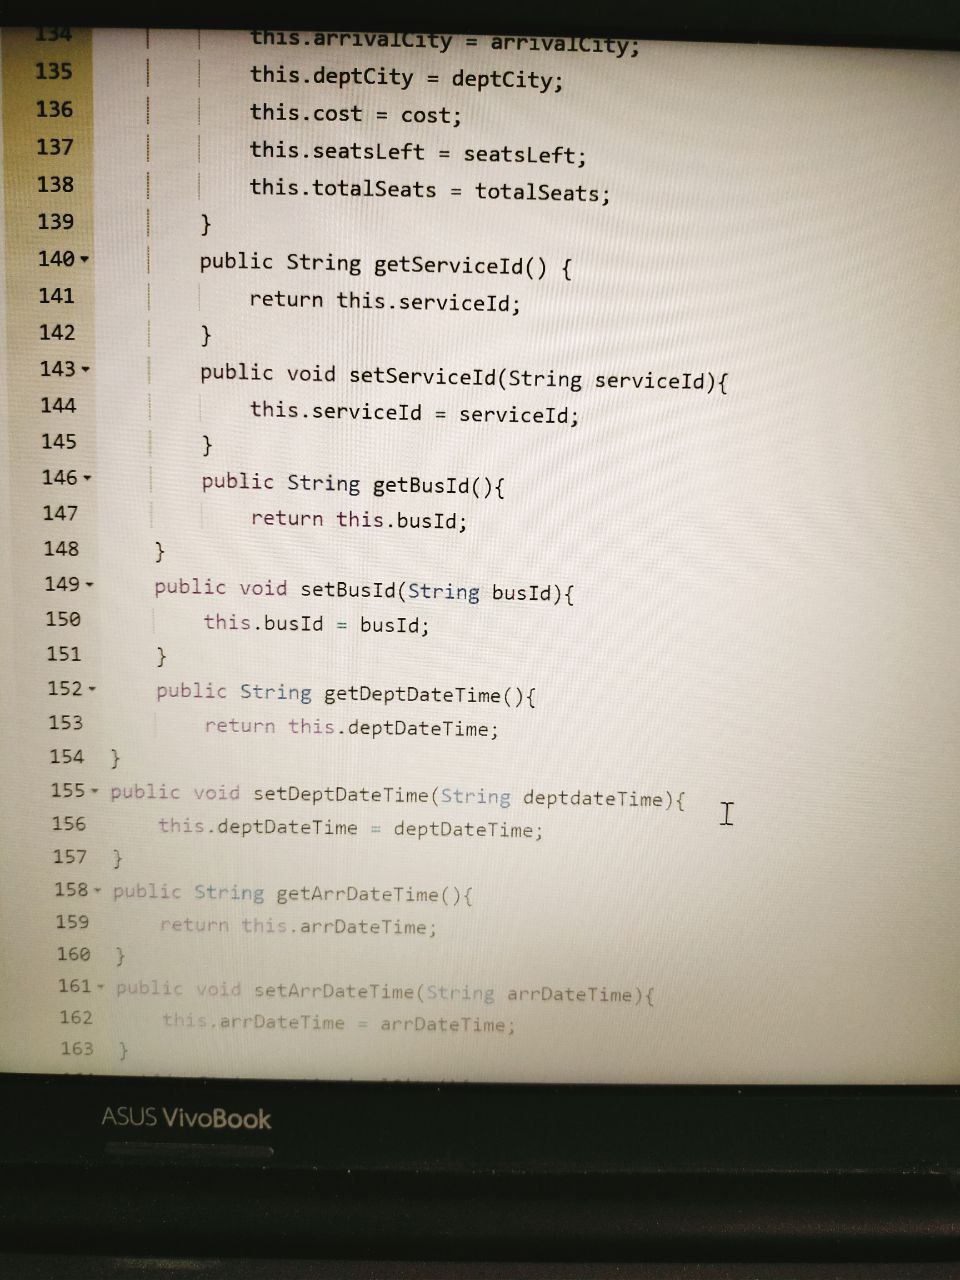 134 this.arrivalCity = arrivalCity;
135 this.deptCity = deptCity;
136 this.cost = cost;
137 this.seatsLeft = seatsLeft;
138 this.totalSeats = totalSeats;
139 }
140 public String getServiceId() {
141 return this.serviceId;
142 }
143 public void setServiceId(String serviceId){
144 this.serviceId = serviceId;
145 }
146 public String getBusId(){
147 return this.busId;
148 }
149 public void setBusId(String busId){
150 this.busId = busId;
151 }
152 public String getDeptDateTime(){
153 return this.deptDateTime;
154 }
155 public void setDeptDateTime(String deptdateTime){
156 this.deptDateTime = deptDateTime;
157 }
158 public String getArrDateTime(){
159 return this.arrDateTime;
160 }
161 public void setArrDateTime(String arrDateTime){
162 this.arrDateTime = arrDateTime;
163 }
ASUS VivoBook